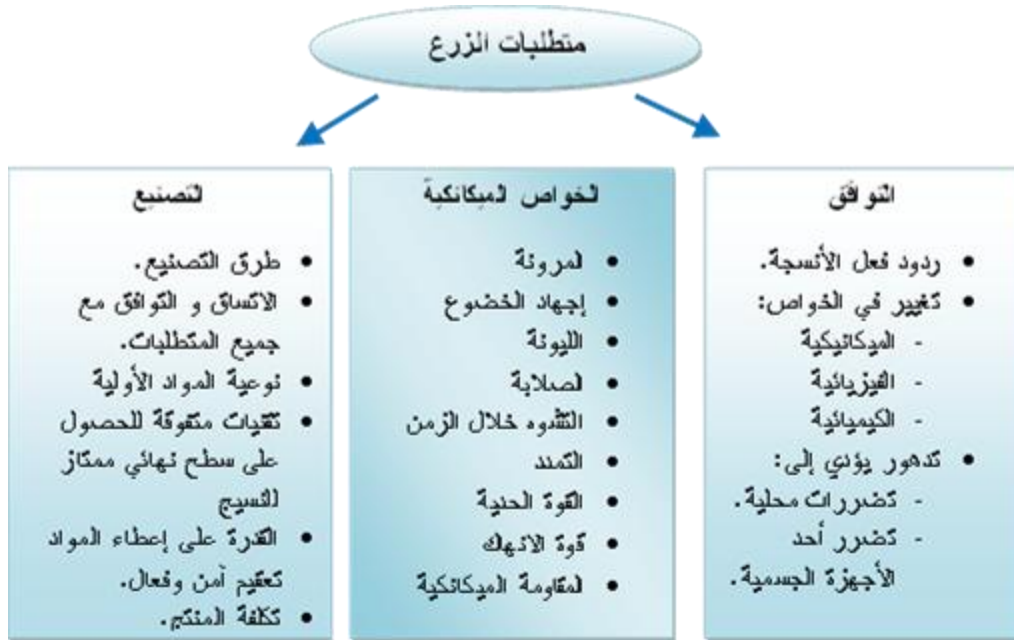 متطلبات الزرع
التوافق
• ردود فعل الأنسجة.
• تغيير في الخواص:
- الميكانيكية
- الفيزيائية
- الكيميائية
• تدهور يؤدي إلى:
- تضررات محلية.
- تضرر أحد
الأجهزة الجسمية.
الخواص الميكانكية
• المرونة
• إجهاد الخضوع
• الليونة
• الصلابة
• التشوه خلال الزمن
• التمدد
• القوة الحدية
• قوة الانهاك
• المقاومة الميكانكية
التصنيع
• طرق التصنيع.
• الاتساق و التوافق مع
جميع المتطلبات.
• نوعية المواد الأولية
• تقنيات متفوقة للحصول
على سطح نهائي ممتاز
للنسيج
• القدرة على إعطاء المواد
تعقيم آمن وفعال.
• تكلفة المنتج.